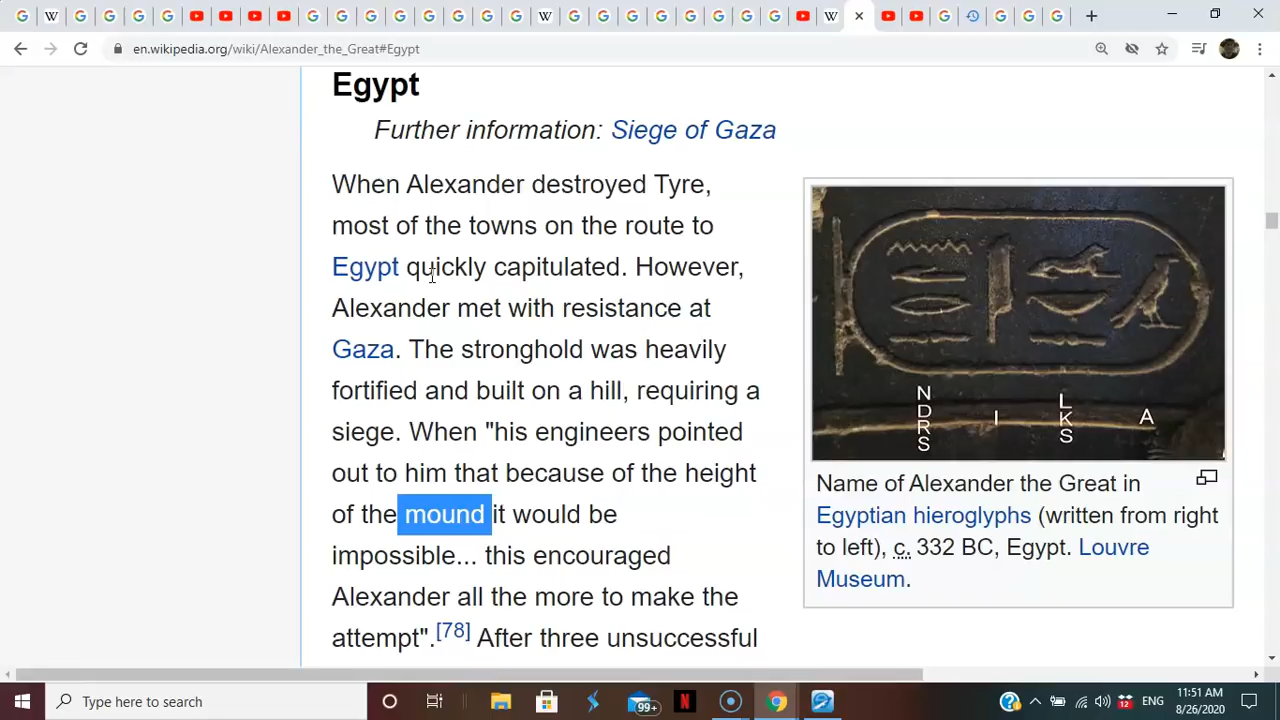 en.wikipedia.org/wiki/Alexander_the_Great#Egypt
Egypt
Further information: Siege of Gaza
When Alexander destroyed Tyre,
most of the towns on the route to
Egypt quickly capitulated. However,
Alexander met with resistance at
Gaza. The stronghold was heavily
fortified and built on a hill, requiring a
siege. When "his engineers pointed
out to him that because of the height
of the mound it would be
impossible... this encouraged
Alexander all the more to make the
attempt".[78] After three unsuccessful
N
D
R
S
I
L
K
S
A
Name of Alexander the Great in
Egyptian hieroglyphs (written from right
to left), c. 332 BC, Egypt. Louvre
Museum.
Type here to search
99+
12
ENG
11:51 AM
8/26/2020